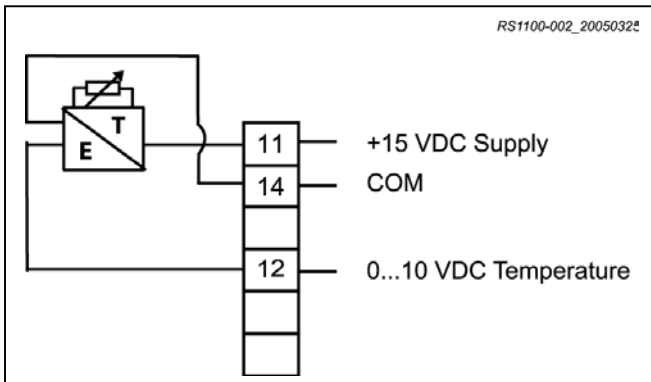 RS1100-002_20050325
T
E
11 +15 VDC Supply
14 COM
12 0...10 VDC Temperature